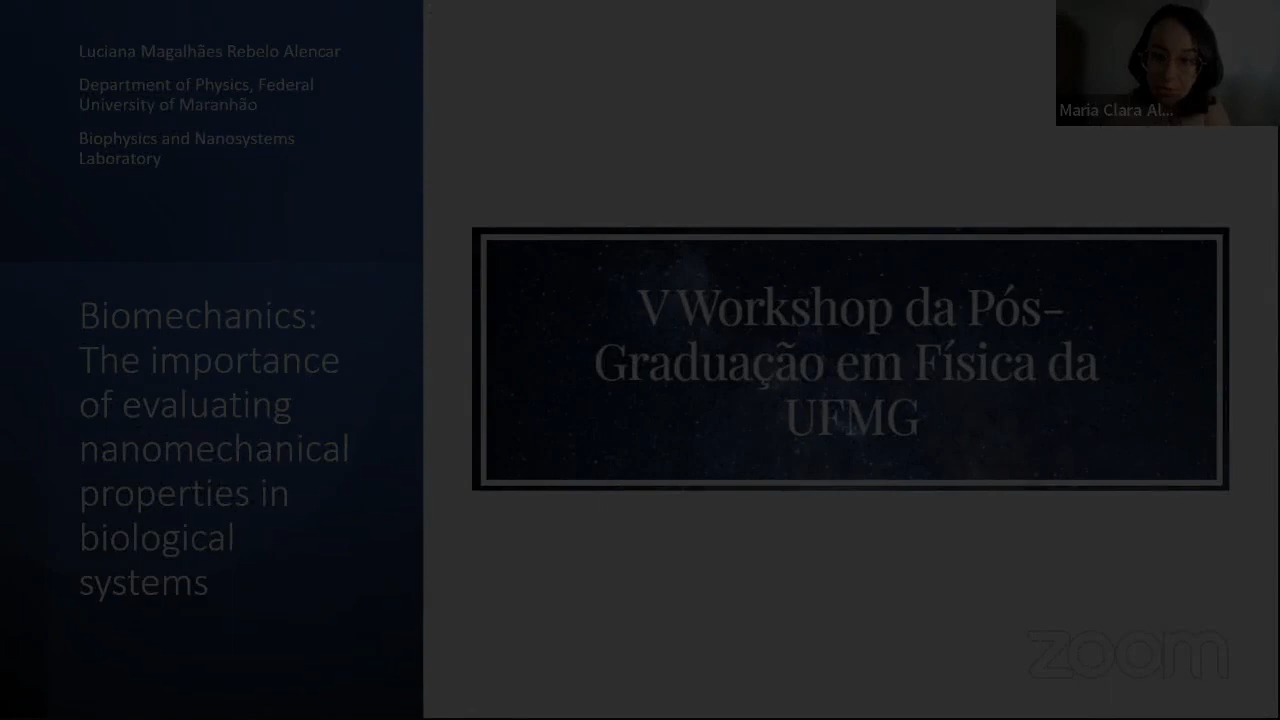 Luciana Magalhães Rebelo Alencar
Department of Physics, Federal
University of Maranhão
Biophysics and Nanosystems
Laboratory
Biomechanics:
The importance
of evaluating
nanomechanical
properties in
biological
systems
V Workshop da Pós-
Graduação em Física da
UFMG
Maria Clara Al...
zoom